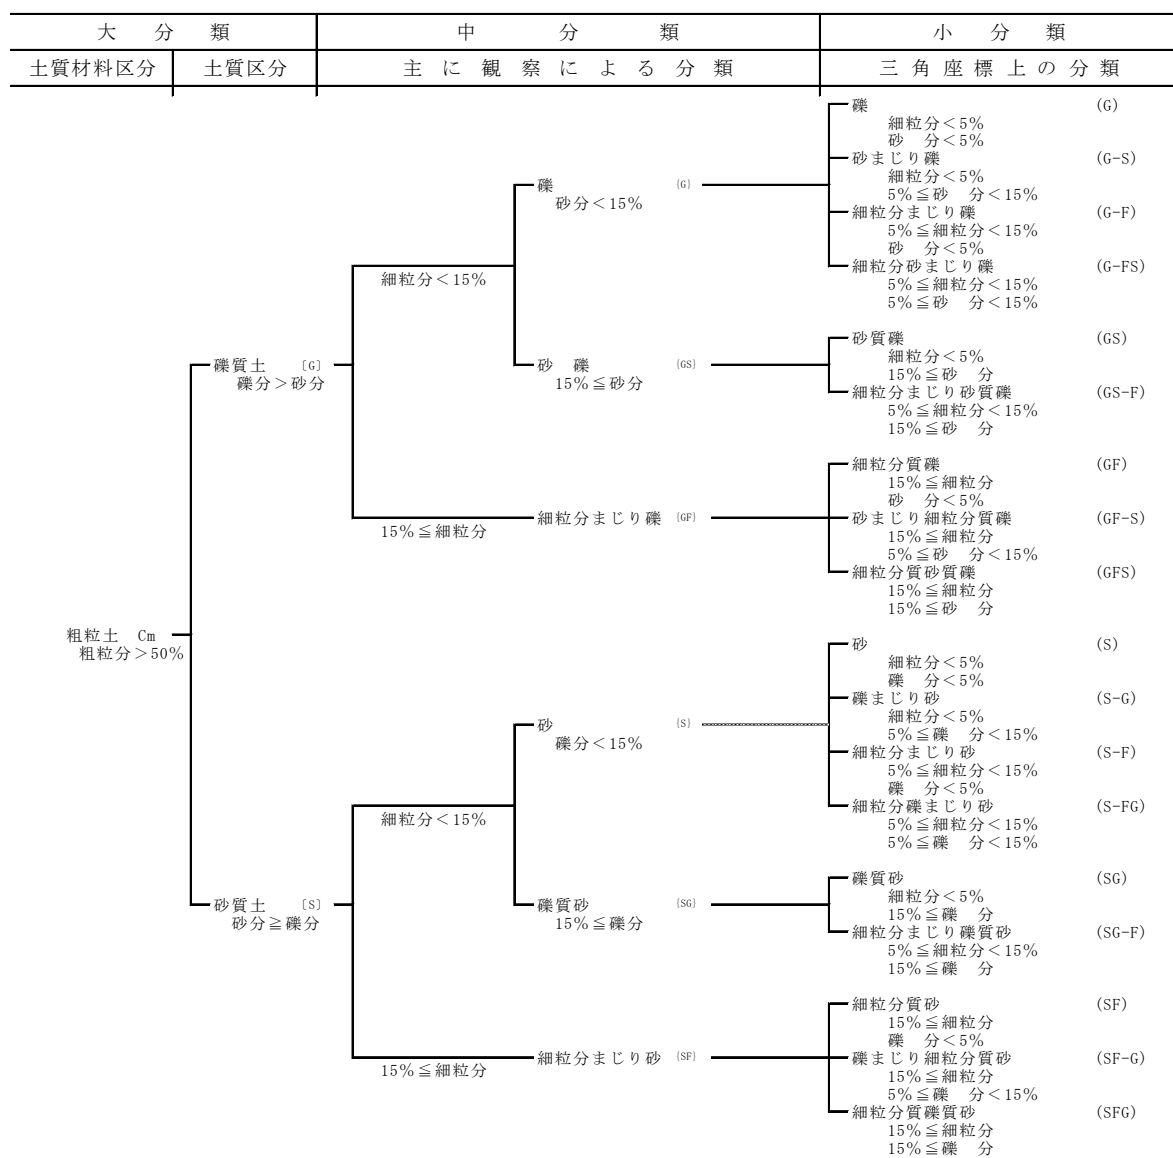 大 分 類 中 分 類 小 分 類
土質材料区分 土質区分 主に観察による分類 三角座標上の分類
礫 (G)
細粒分<5%
砂 分<5%
砂まじり礫 (G-S)
細粒分<5%
礫 {G}
5%≦砂 分<15%
砂分<15%
細粒分まじり礫 (G-F)
5%≦細粒分<15%
砂 分<5%
細粒分砂まじり礫 (G-FS)
細粒分<15%
5%≦細粒分<15%
5%≦砂 分<15%
砂質礫 (GS)
細粒分<5%
礫質土 〔G〕
砂 礫 {GS}
15%≦砂 分
礫分>砂分
15%≦砂分
細粒分まじり砂質礫 (GS-F)
5%≦細粒分<15%
15%≦砂 分
細粒分質礫 (GF)
15%≦細粒分
砂 分<5%
15%≦細粒分
細粒分まじり礫 {GF}
砂まじり細粒分質礫 (GF-S)
15%≦細粒分
5%≦砂 分<15%
細粒分質砂質礫 (GFS)
15%≦細粒分
15%≦砂 分
粗粒土 Cm
粗粒分>50%
砂 (S)
細粒分<5%
礫 分<5%
礫まじり砂 (S-G)
細粒分<5%
砂 {S}
5%≦礫 分<15%
礫分<15%
細粒分まじり砂 (S-F)
5%≦細粒分<15%
礫 分<5%
細粒分礫まじり砂 (S-FG)
細粒分<15%
5%≦細粒分<15%
5%≦礫 分<15%
礫質砂 (SG)
細粒分<5%
砂質土 〔S〕
礫質砂 {SG}
15%≦礫 分
砂分≧礫分
15%≦礫分
細粒分まじり礫質砂 (SG-F)
5%≦細粒分<15%
15%≦礫 分
細粒分質砂 (SF)
15%≦細粒分
礫 分<5%
15%≦細粒分
細粒分まじり砂 {SF}
礫まじり細粒分質砂 (SF-G)
15%≦細粒分
5%≦礫 分<15%
細粒分質礫質砂 (SFG)
15%≦細粒分
15%≦礫 分